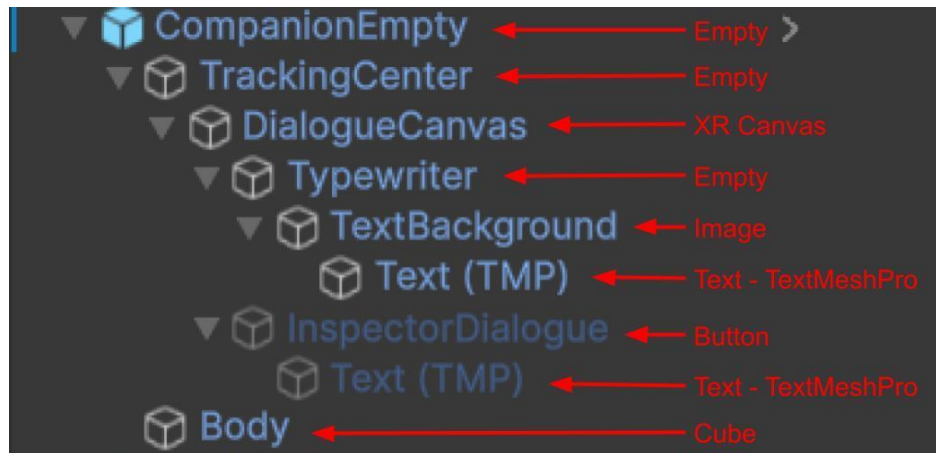 CompanionEmpty Empty
TrackingCenter Empty
DialogueCanvas XR Canvas
Typewriter Empty
TextBackground Image
Text (TMP) Text - TextMeshPro
InspectorDialogue Button
Text (TMP) Text - TextMeshPro
Body Cube